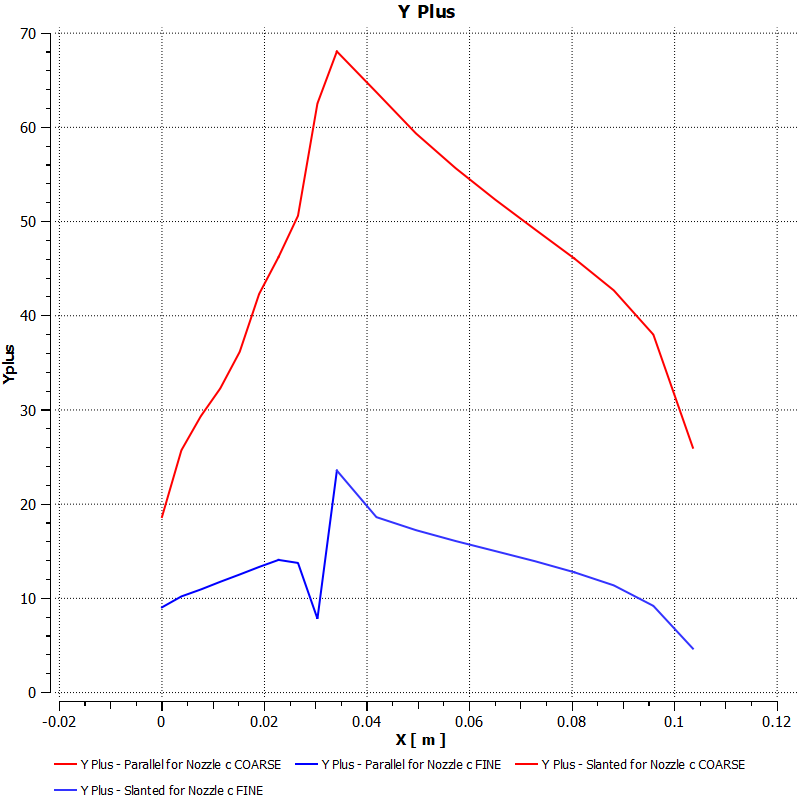 Y Plus
70
60
50
40
30
20
10
0
Yplus
-0.02 0 0.02 0.04 0.06 0.08 0.1 0.12
X [ m ]
Y Plus - Parallel for Nozzle c COARSE Y Plus - Parallel for Nozzle c FINE Y Plus - Slanted for Nozzle c COARSE
Y Plus - Slanted for Nozzle c FINE